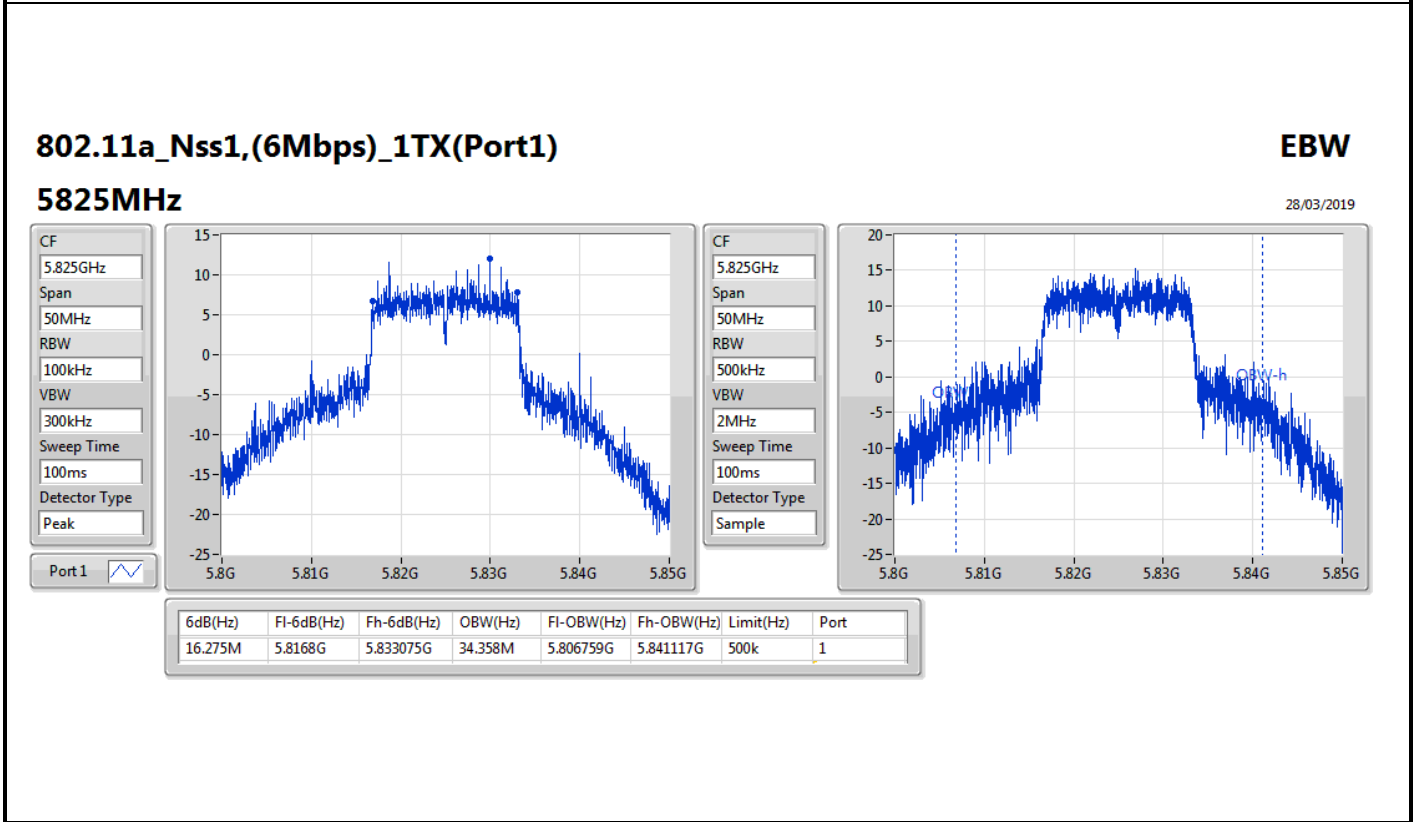 802.11a_Nss1,(6Mbps)_1TX(Port1)
EBW
5825MHz
28/03/2019
CF
5.825GHz
Span
50MHz
RBW
100kHz
VBW
300kHz
Sweep Time
100ms
Detector Type
Peak
Port 1
15
10
5
0
-5
-10
-15
-20
-25
5.8G 5.81G 5.82G 5.83G 5.84G 5.85G
CF
5.825GHz
Span
50MHz
RBW
500kHz
VBW
2MHz
Sweep Time
100ms
Detector Type
Sample
20
15
10
5
0
-5
-10
-15
-20
-25
OBW-h
5.8G 5.81G 5.82G 5.83G 5.84G 5.85G
6dB(Hz) Fl-6dB(Hz) Fh-6dB(Hz) OBW(Hz) Fl-OBW(Hz) Fh-OBW(Hz) Limit(Hz) Port
16.275M 5.8168G 5.833075G 34.358M 5.806759G 5.841117G 500k 1